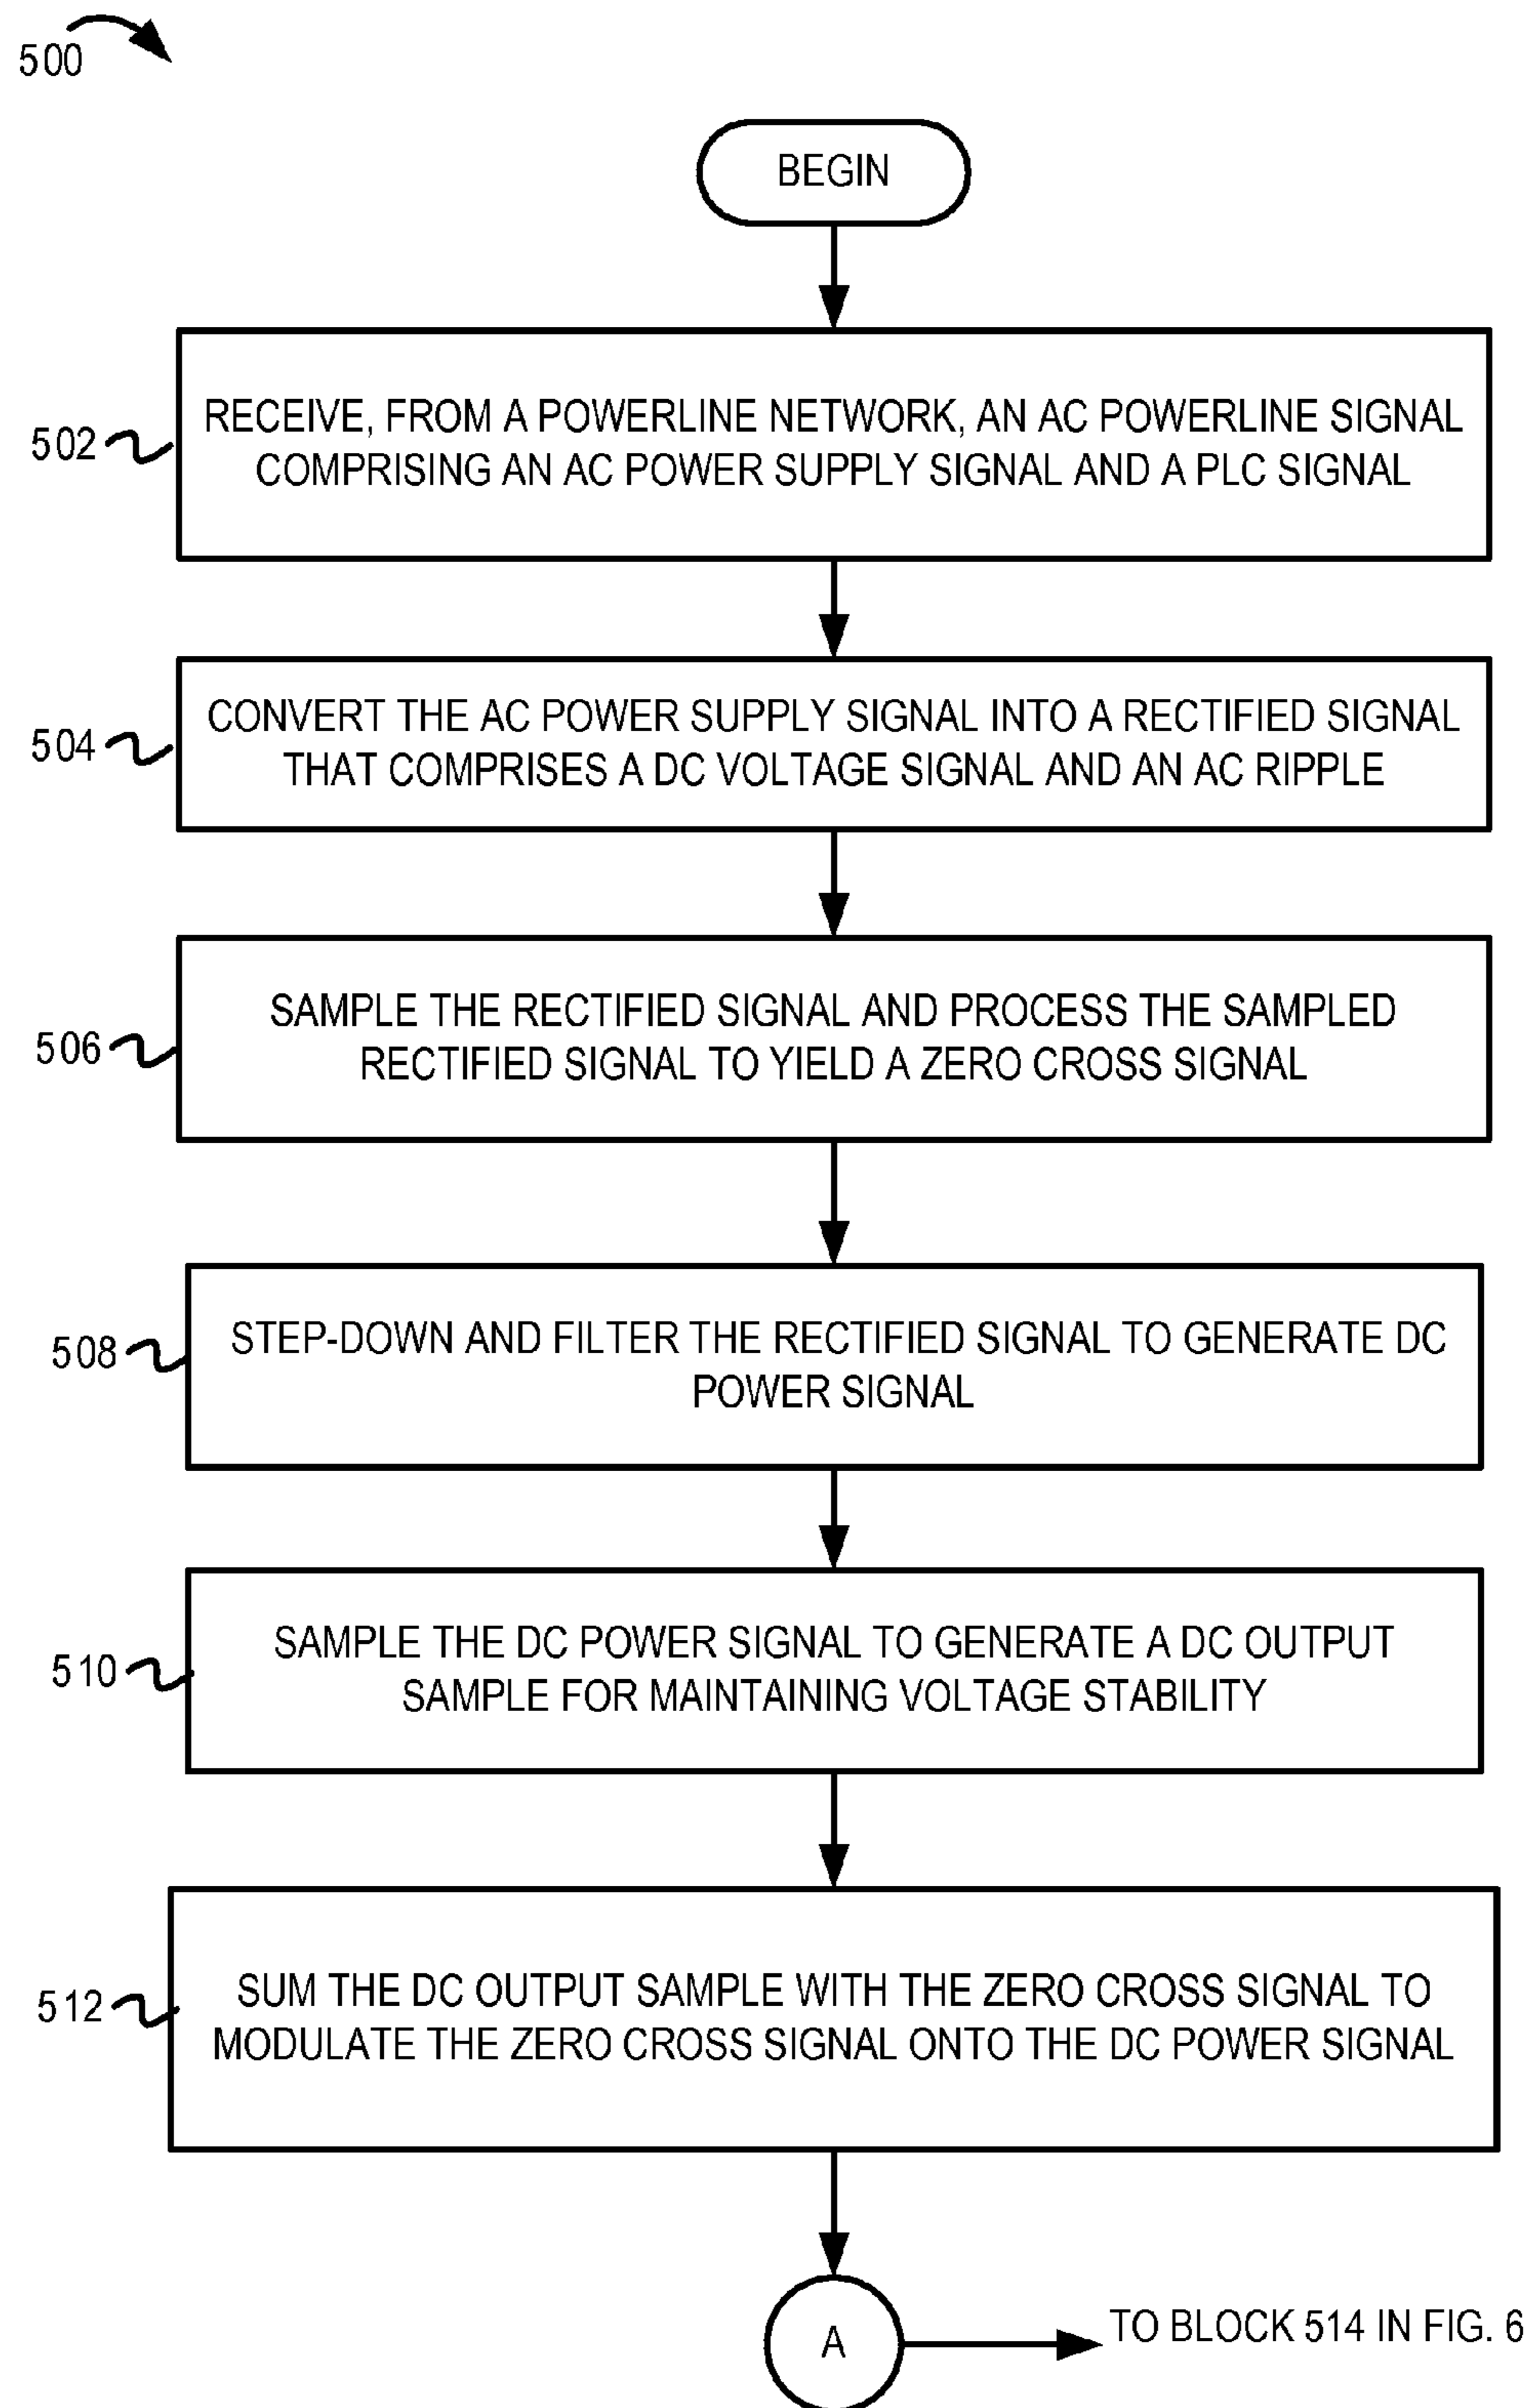 500
BEGIN
502
RECEIVE, FROM A POWERLINE NETWORK, AN AC POWERLINE SIGNAL
COMPRISING AN AC POWER SUPPLY SIGNAL AND A PLC SIGNAL
504
CONVERT THE AC POWER SUPPLY SIGNAL INTO A RECTIFIED SIGNAL
THAT COMPRISES A DC VOLTAGE SIGNAL AND AN AC RIPPLE
506
SAMPLE THE RECTIFIED SIGNAL AND PROCESS THE SAMPLED
RECTIFIED SIGNAL TO YIELD A ZERO CROSS SIGNAL
508
STEP-DOWN AND FILTER THE RECTIFIED SIGNAL TO GENERATE DC
POWER SIGNAL
510
SAMPLE THE DC POWER SIGNAL TO GENERATE A DC OUTPUT
SAMPLE FOR MAINTAINING VOLTAGE STABILITY
512
SUM THE DC OUTPUT SAMPLE WITH THE ZERO CROSS SIGNAL TO
MODULATE THE ZERO CROSS SIGNAL ONTO THE DC POWER SIGNAL
A
TO BLOCK 514 IN FIG. 6